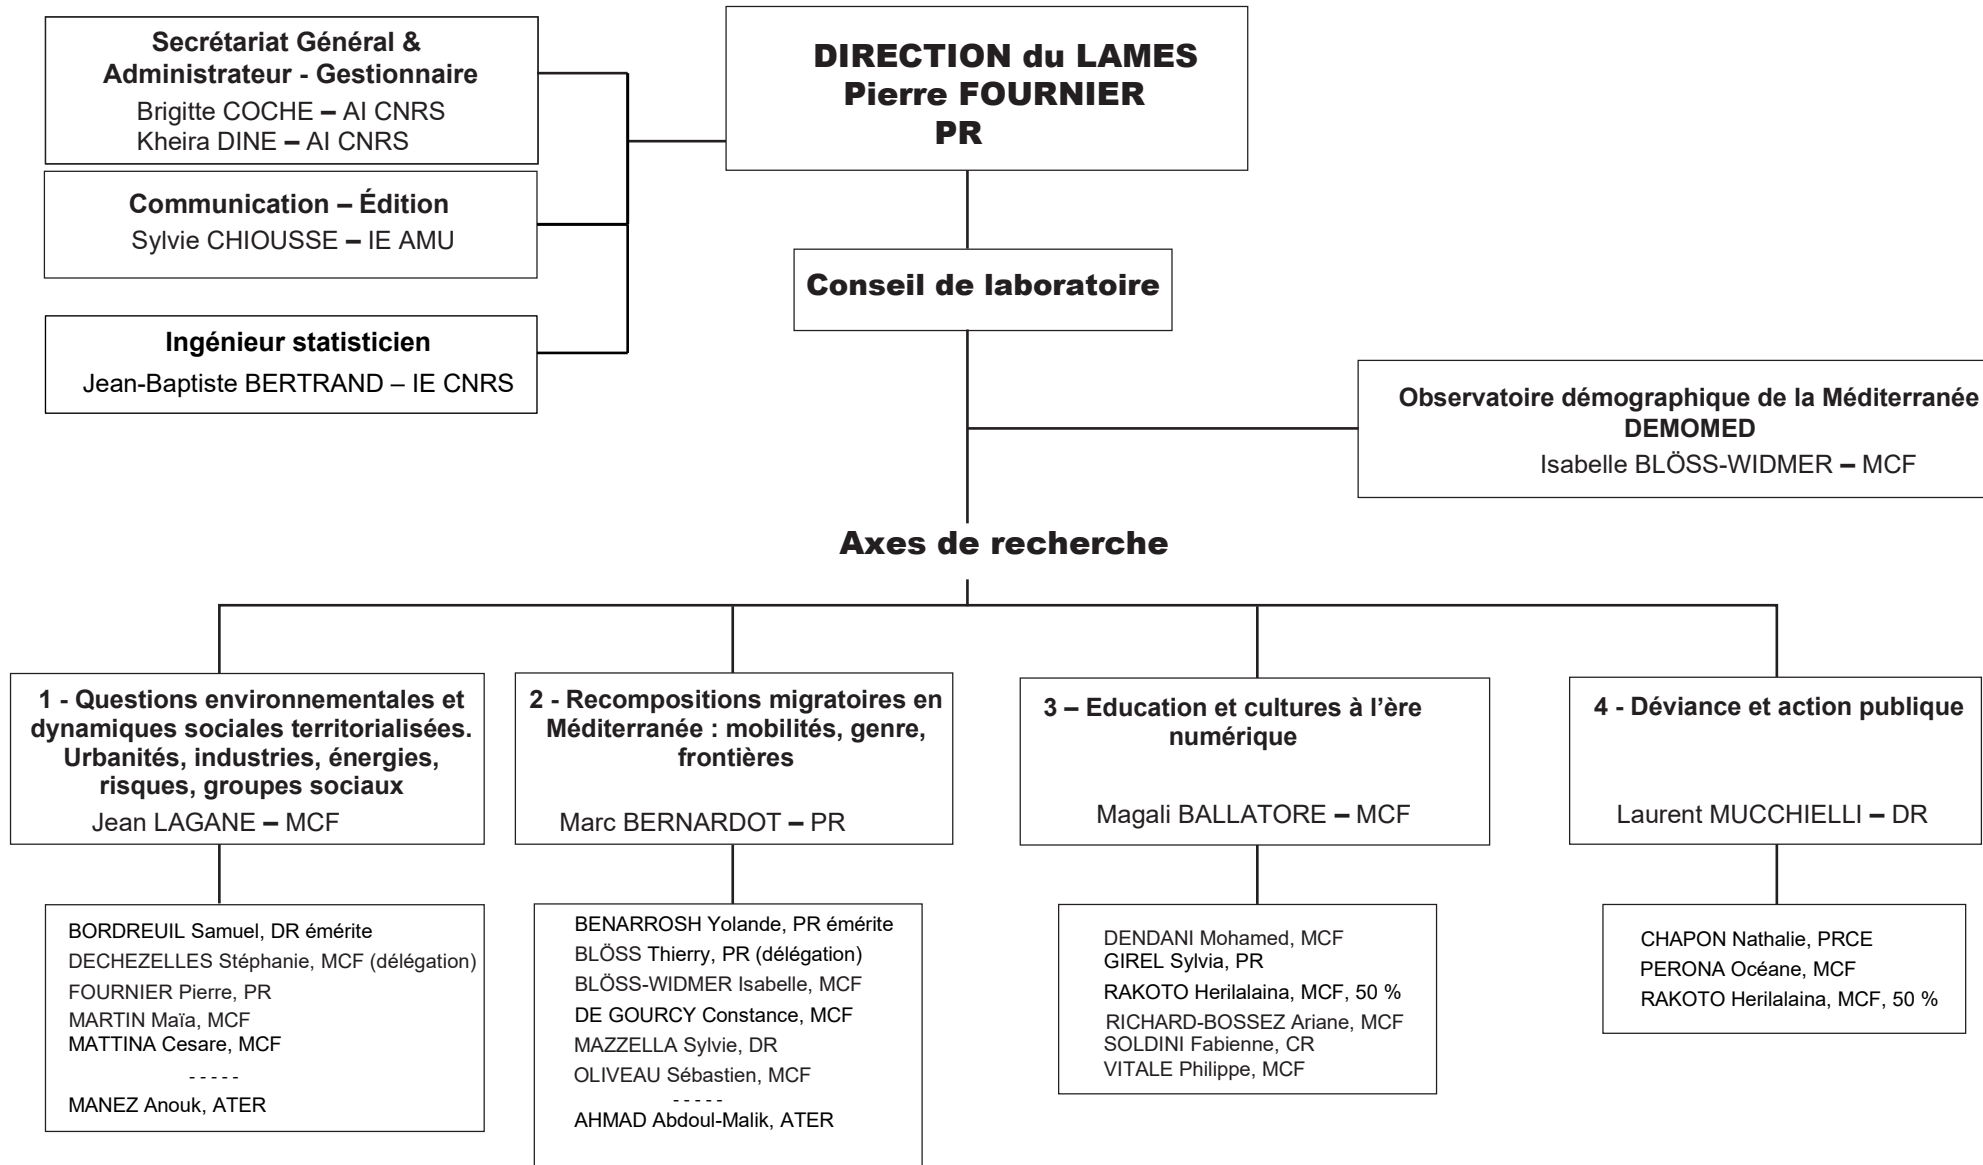 Secrétariat Général &
Administrateur - Gestionnaire
Brigitte COCHE – AI CNRS
Kheira DINE – AI CNRS
DIRECTION du LAMES
Pierre FOURNIER
PR
Communication – Édition
Sylvie CHIOUSSE – IE AMU
Conseil de laboratoire
Ingénieur statisticien
Jean-Baptiste BERTRAND – IE CNRS
Observatoire démographique de la Méditerranée
DEMOMED
Isabelle BLÖSS-WIDMER – MCF
Axes de recherche
1 - Questions environnementales et
dynamiques sociales territorialisées.
Urbanités, industries, énergies,
risques, groupes sociaux
Jean LAGANE – MCF
2 - Recompositions migratoires en
Méditerranée : mobilités, genre,
frontières
Marc BERNARDOT – PR
3 – Education et cultures à l’ère
numérique
Magali BALLATORE – MCF
4 - Déviance et action publique
Laurent MUCCHIELLI – DR
BORDREUIL Samuel, DR émérite
DECHEZELLES Stéphanie, MCF (délégation)
FOURNIER Pierre, PR
MARTIN Maïa, MCF
MATTINA Cesare, MCF
- - - - -
MANEZ Anouk, ATER
BENARROSH Yolande, PR émérite
BLÖSS Thierry, PR (délégation)
BLÖSS-WIDMER Isabelle, MCF
DE GOURCY Constance, MCF
MAZZELLA Sylvie, DR
OLIVEAU Sébastien, MCF
- - - - -
AHMAD Abdoul-Malik, ATER
DENDANI Mohamed, MCF
GIREL Sylvia, PR
RAKOTO Herilalaina, MCF, 50 %
RICHARD-BOSSEZ Ariane, MCF
SOLDINI Fabienne, CR
VITALE Philippe, MCF
CHAPON Nathalie, PRCE
PERONA Océane, MCF
RAKOTO Herilalaina, MCF, 50 %